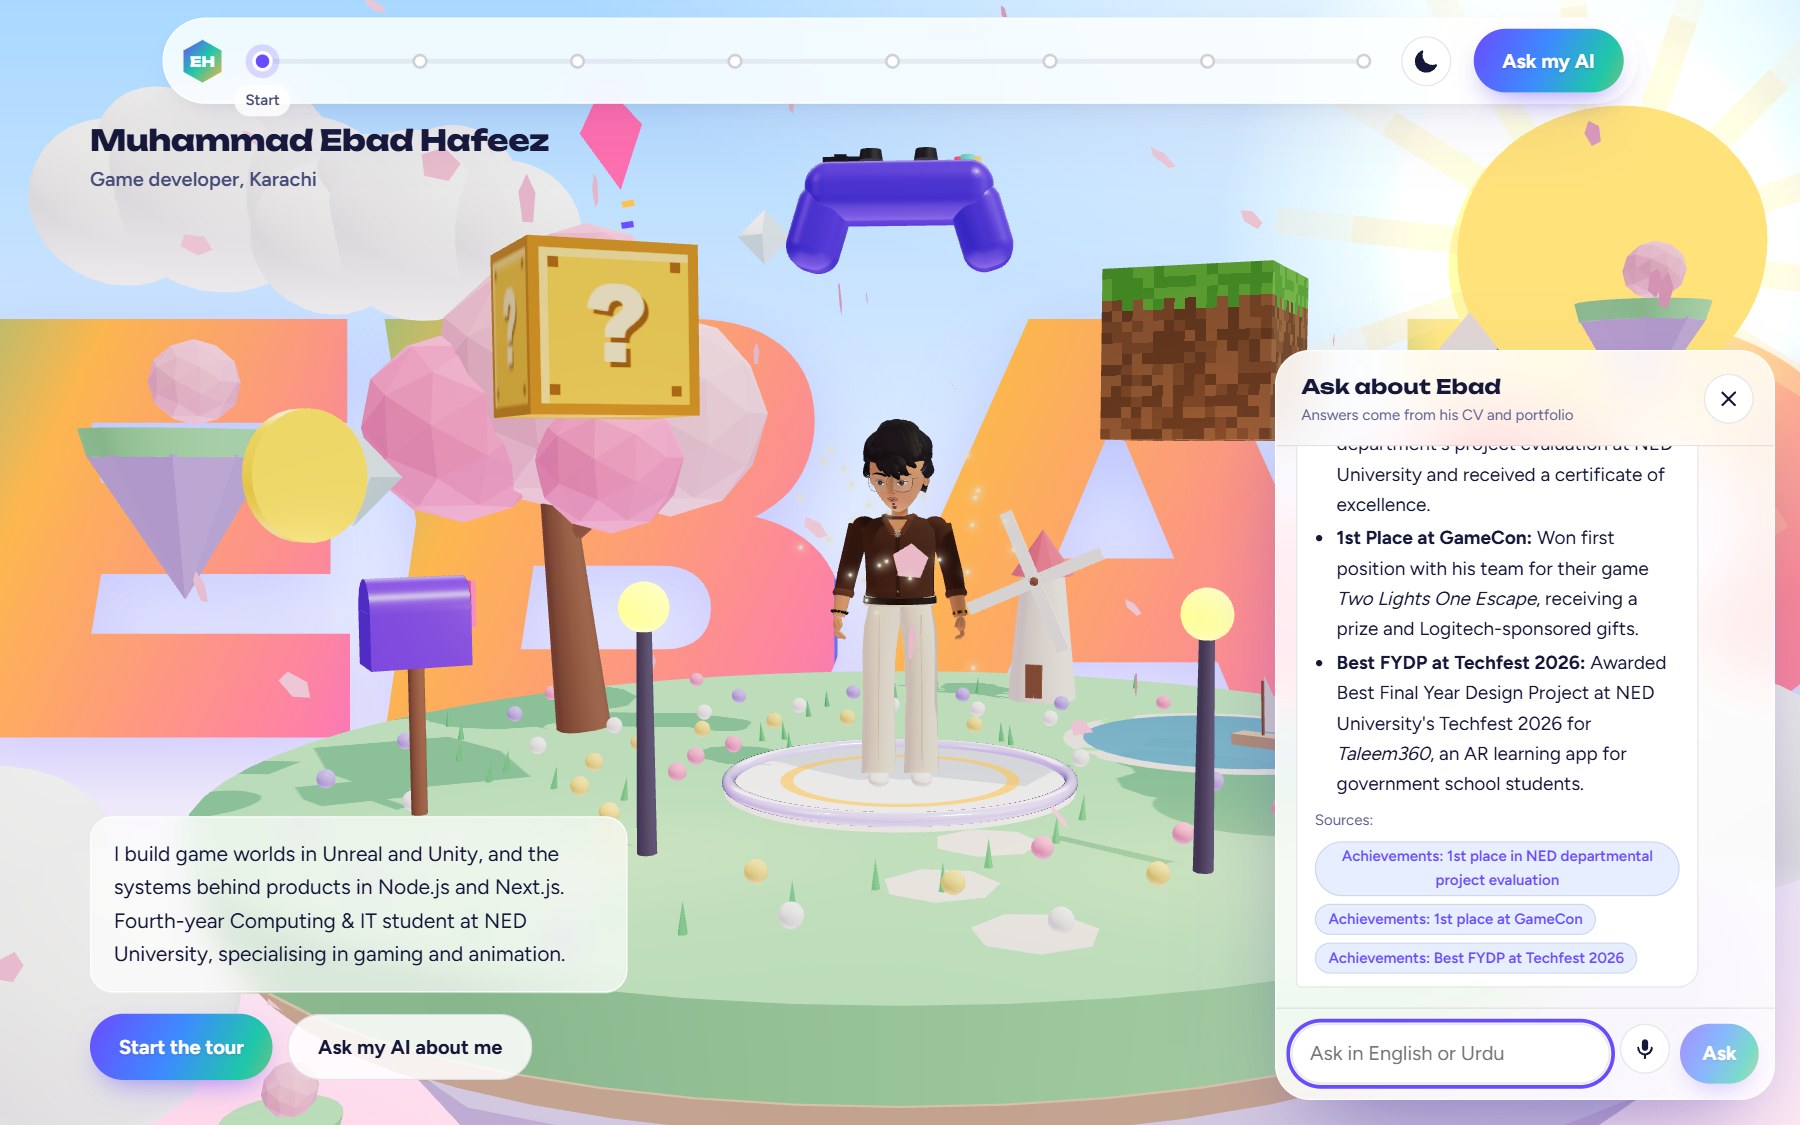 EH
Start
Ask my AI
Muhammad Ebad Hafeez
Game developer, Karachi
? ?
EBA
Ask about Ebad
Answers come from his CV and portfolio
department's project evaluation at NED
University and received a certificate of
excellence.
• 1st Place at GameCon: Won first
position with his team for their game
Two Lights One Escape, receiving a
prize and Logitech-sponsored gifts.
• Best FYDP at Techfest 2026: Awarded
Best Final Year Design Project at NED
University's Techfest 2026 for
Taleem360, an AR learning app for
government school students.
Sources:
Achievements: 1st place in NED departmental
project evaluation
Achievements: 1st place at GameCon
Achievements: Best FYDP at Techfest 2026
Ask in English or Urdu
Ask
I build game worlds in Unreal and Unity, and the
systems behind products in Node.js and Next.js.
Fourth-year Computing & IT student at NED
University, specialising in gaming and animation.
Start the tour
Ask my AI about me